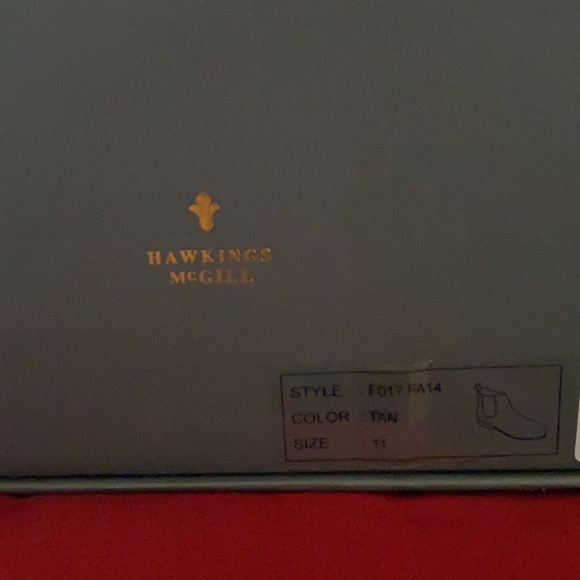 HAWKINGS
McGILL
STYLE : F017 FA14
COLOR : TAN
SIZE : 11